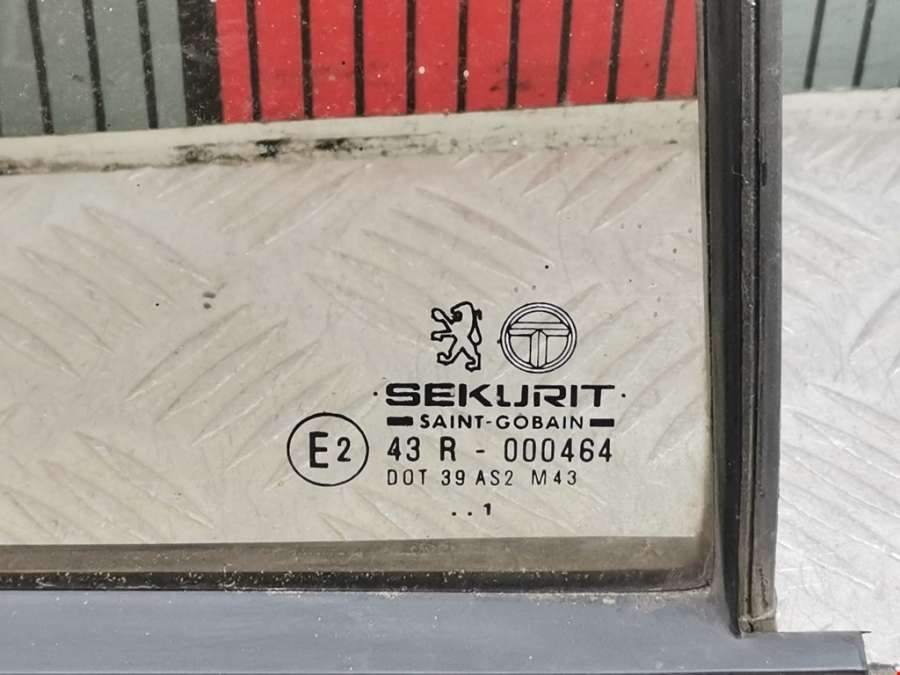 ·SEKURIT·
SAINT-GOBAIN
E2 43 R - 000464
DOT 39 AS2 M43
..1